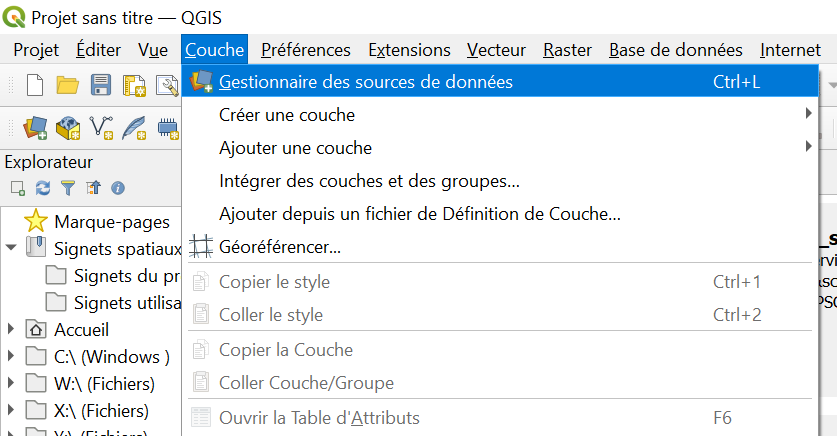 Projet sans titre — QGIS
Projet Éditer Vue Couche Préférences Extensions Vecteur Raster Base de données Internet
Gestionnaire des sources de données Ctrl+L
Créer une couche
Ajouter une couche
Intégrer des couches et des groupes...
Ajouter depuis un fichier de Définition de Couche...
Géoréférencer...
Copier le style Ctrl+1
Coller le style Ctrl+2
Copier la Couche
Coller Couche/Groupe
Ouvrir la Table d'Attributs F6
Explorateur
Marque-pages
Signets spatiaux
Signets du pr
Signets utilisa
Accueil
C:\ (Windows )
W:\ (Fichiers)
X:\ (Fichiers)